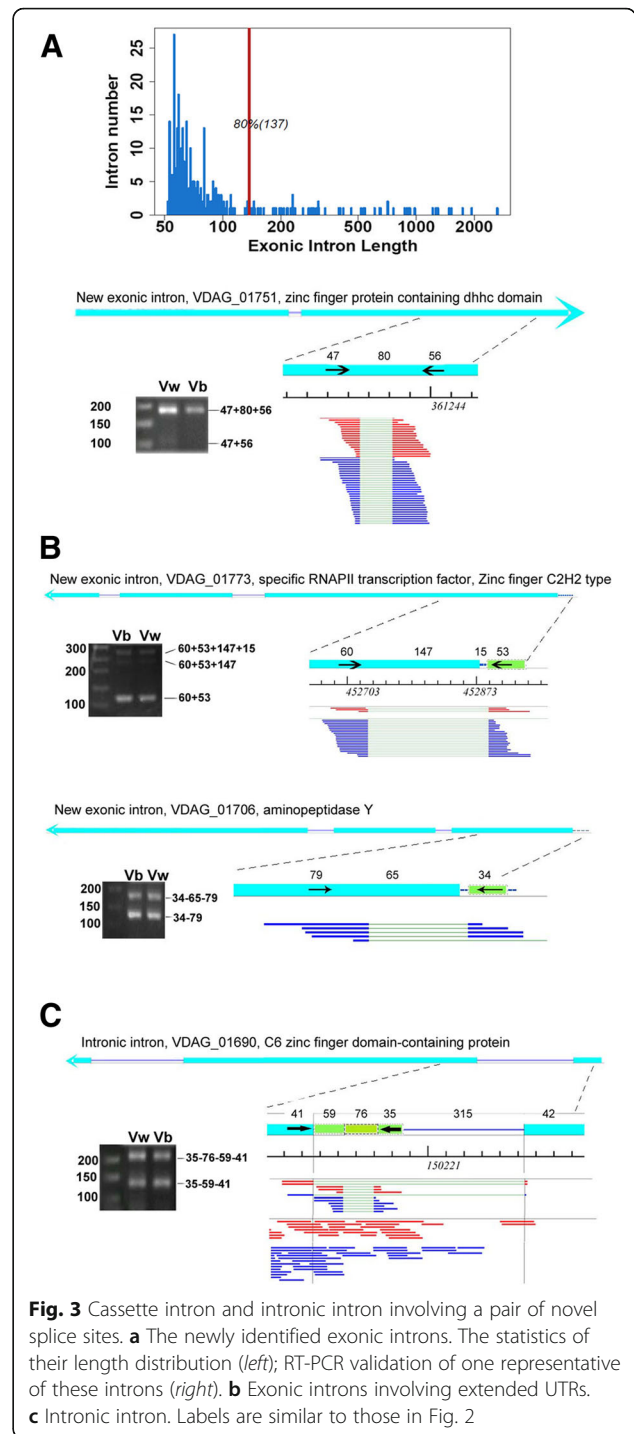 A
Intron number
25
20
15
10
5
0
80%(137)
50 100 200 500 1000 2000
Exonic Intron Length
New exonic intron, VDAG_01751, zinc finger protein containing dhhc domain
47 80 56
361244
Vw Vb
200
150
100
47+80+56
47+56
B
New exonic intron, VDAG_01773, specific RNAPII transcription factor, Zinc finger C2H2 type
Vb Vw
300
200
100
60+53+147+15
60+53+147
60+53
60 147 15 53
452703 452873
New exonic intron, VDAG_01706, aminopeptidase Y
Vb Vw
200
150
100
34-65-79
34-79
79 65 34
C
Intronic intron, VDAG_01690, C6 zinc finger domain-containing protein
41 59 76 35 315 42
150221
Vw Vb
200
150
100
35-76-59-41
35-59-41
Fig. 3 Cassette intron and intronic intron involving a pair of novel
splice sites. a The newly identified exonic introns. The statistics of
their length distribution (left); RT-PCR validation of one representative
of these introns (right). b Exonic introns involving extended UTRs.
c Intronic intron. Labels are similar to those in Fig. 2